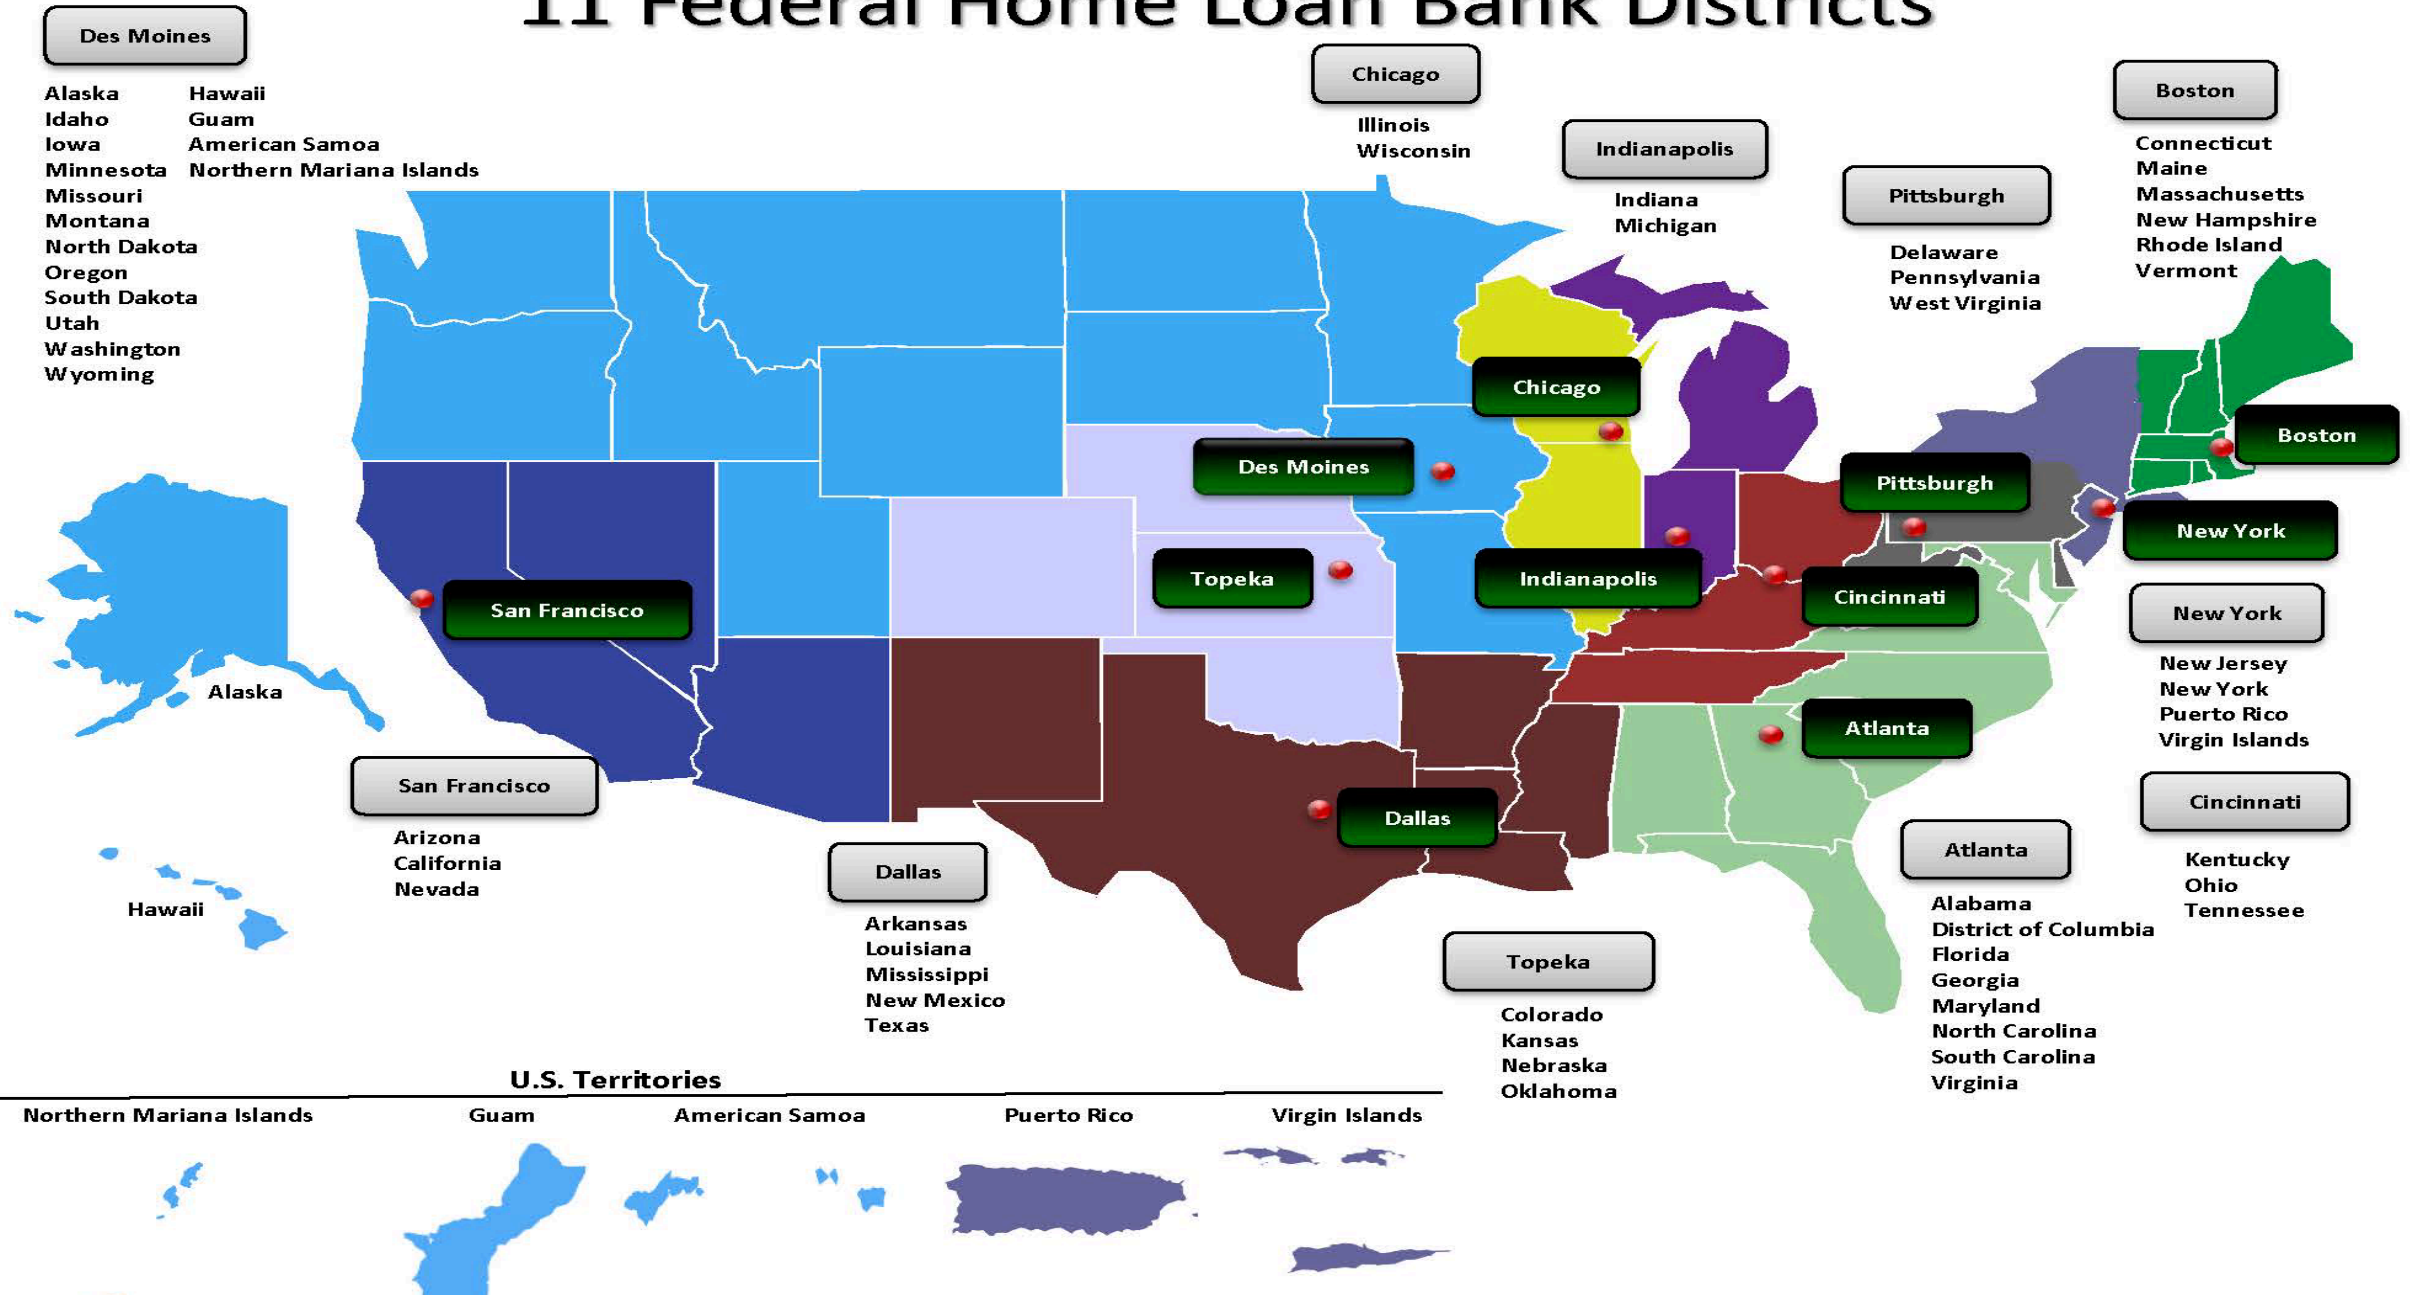 11 Federal Home Loan Bank Districts
Des Moines
Alaska
Idaho
Iowa
Minnesota
Missouri
Montana
North Dakota
Oregon
South Dakota
Utah
Washington
Wyoming
Hawaii
Guam
American Samoa
Northern Mariana Islands
Chicago
Illinois
Wisconsin
Indianapolis
Indiana
Michigan
Pittsburgh
Delaware
Pennsylvania
West Virginia
Boston
Connecticut
Maine
Massachusetts
New Hampshire
Rhode Island
Vermont
Chicago
Boston
Des Moines
Pittsburgh
New York
Topeka
Indianapolis
Cincinnati
San Francisco
New York
New Jersey
New York
Puerto Rico
Virgin Islands
Alaska
Atlanta
San Francisco
Arizona
California
Nevada
Dallas
Cincinnati
Kentucky
Ohio
Tennessee
Hawaii
Dallas
Arkansas
Louisiana
Mississippi
New Mexico
Texas
Atlanta
Alabama
District of Columbia
Florida
Georgia
Maryland
North Carolina
South Carolina
Virginia
Topeka
Colorado
Kansas
Nebraska
Oklahoma
U.S. Territories
Northern Mariana Islands
Guam
American Samoa
Puerto Rico
Virgin Islands